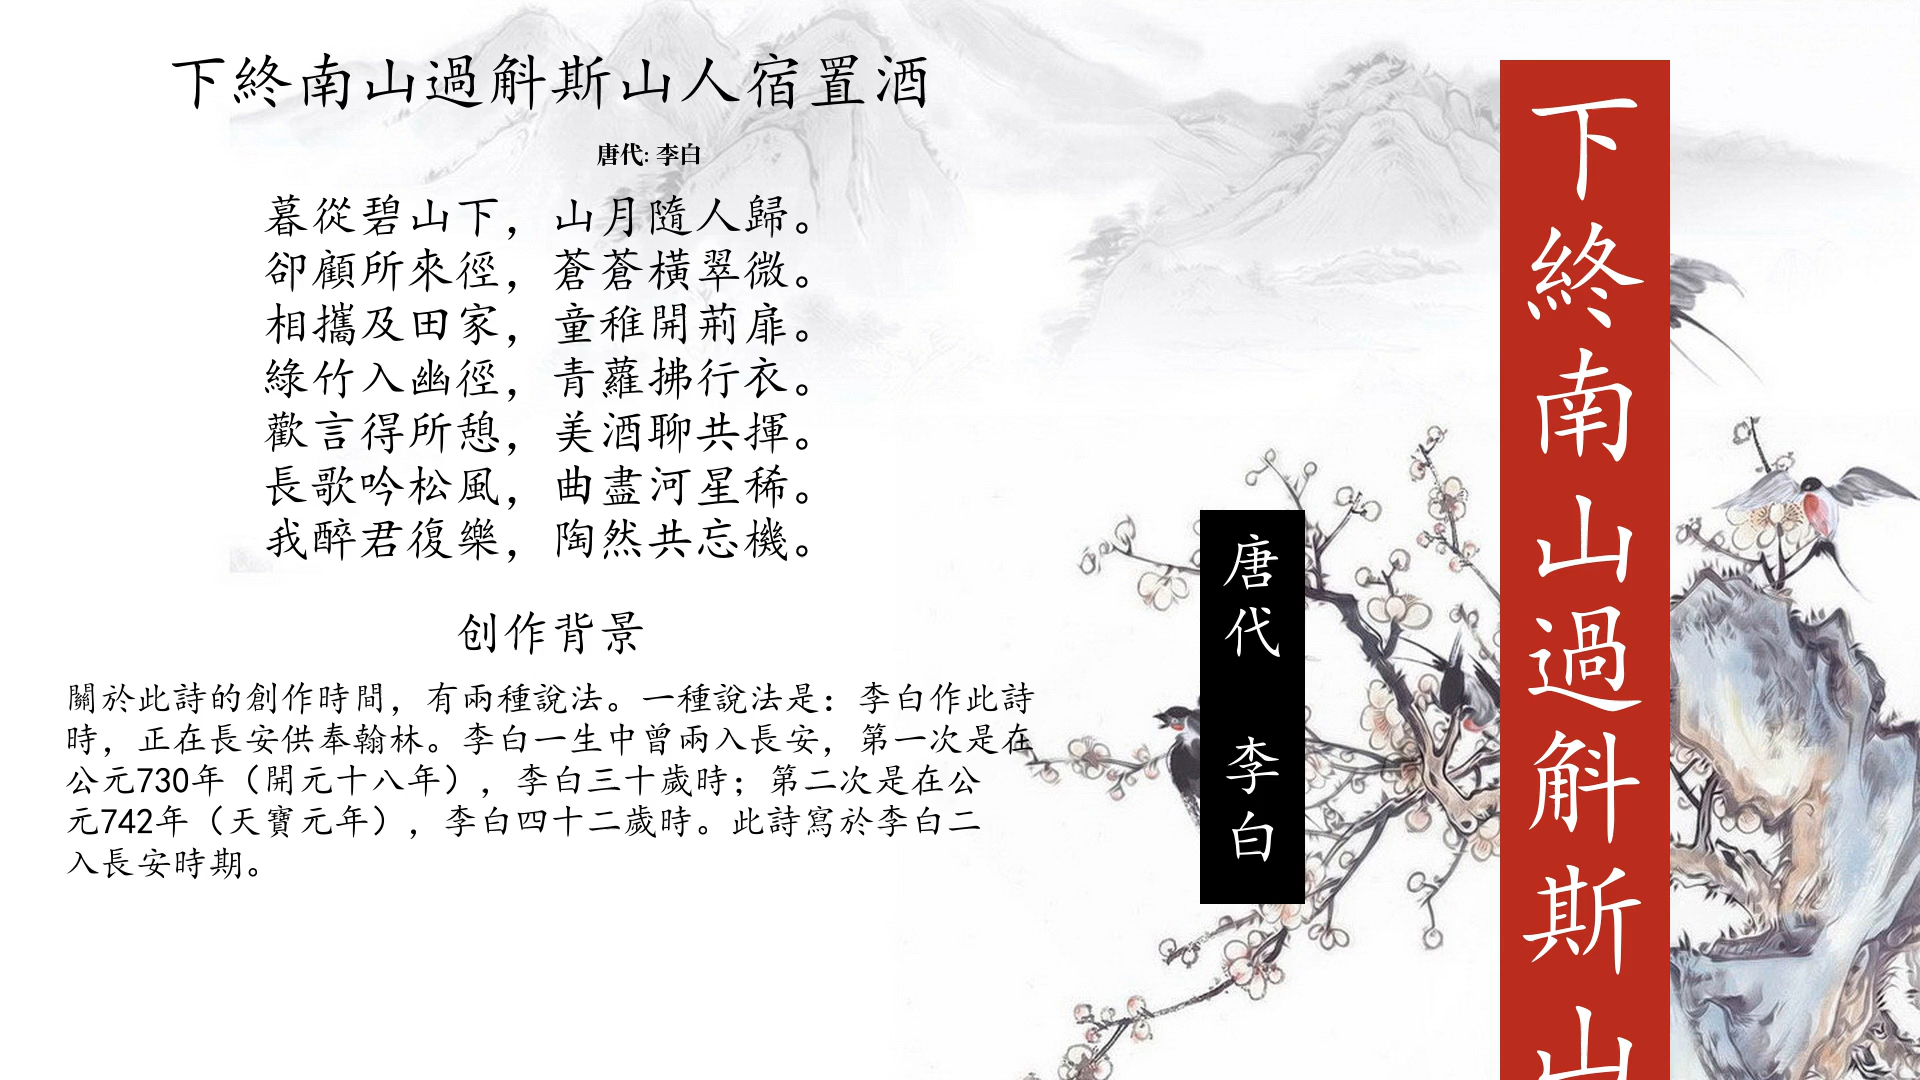 下終南山過斛斯山人宿置酒
唐代: 李白
暮從碧山下，山月隨人歸。
卻顧所來徑，蒼蒼橫翠微。
相攜及田家，童稚開荊扉。
綠竹入幽徑，青蘿拂行衣。
歡言得所憩，美酒聊共揮。
長歌吟松風，曲盡河星稀。
我醉君復樂，陶然共忘機。
创作背景
關於此詩的創作時間，有兩種說法。一種說法是：李白作此詩
時，正在長安供奉翰林。李白一生中曾兩入長安，第一次是在
公元730年（開元十八年），李白三十歲時；第二次是在公
元742年（天寶元年），李白四十二歲時。此詩寫於李白二
入長安時期。
唐代 李白
下終南山過斛斯山